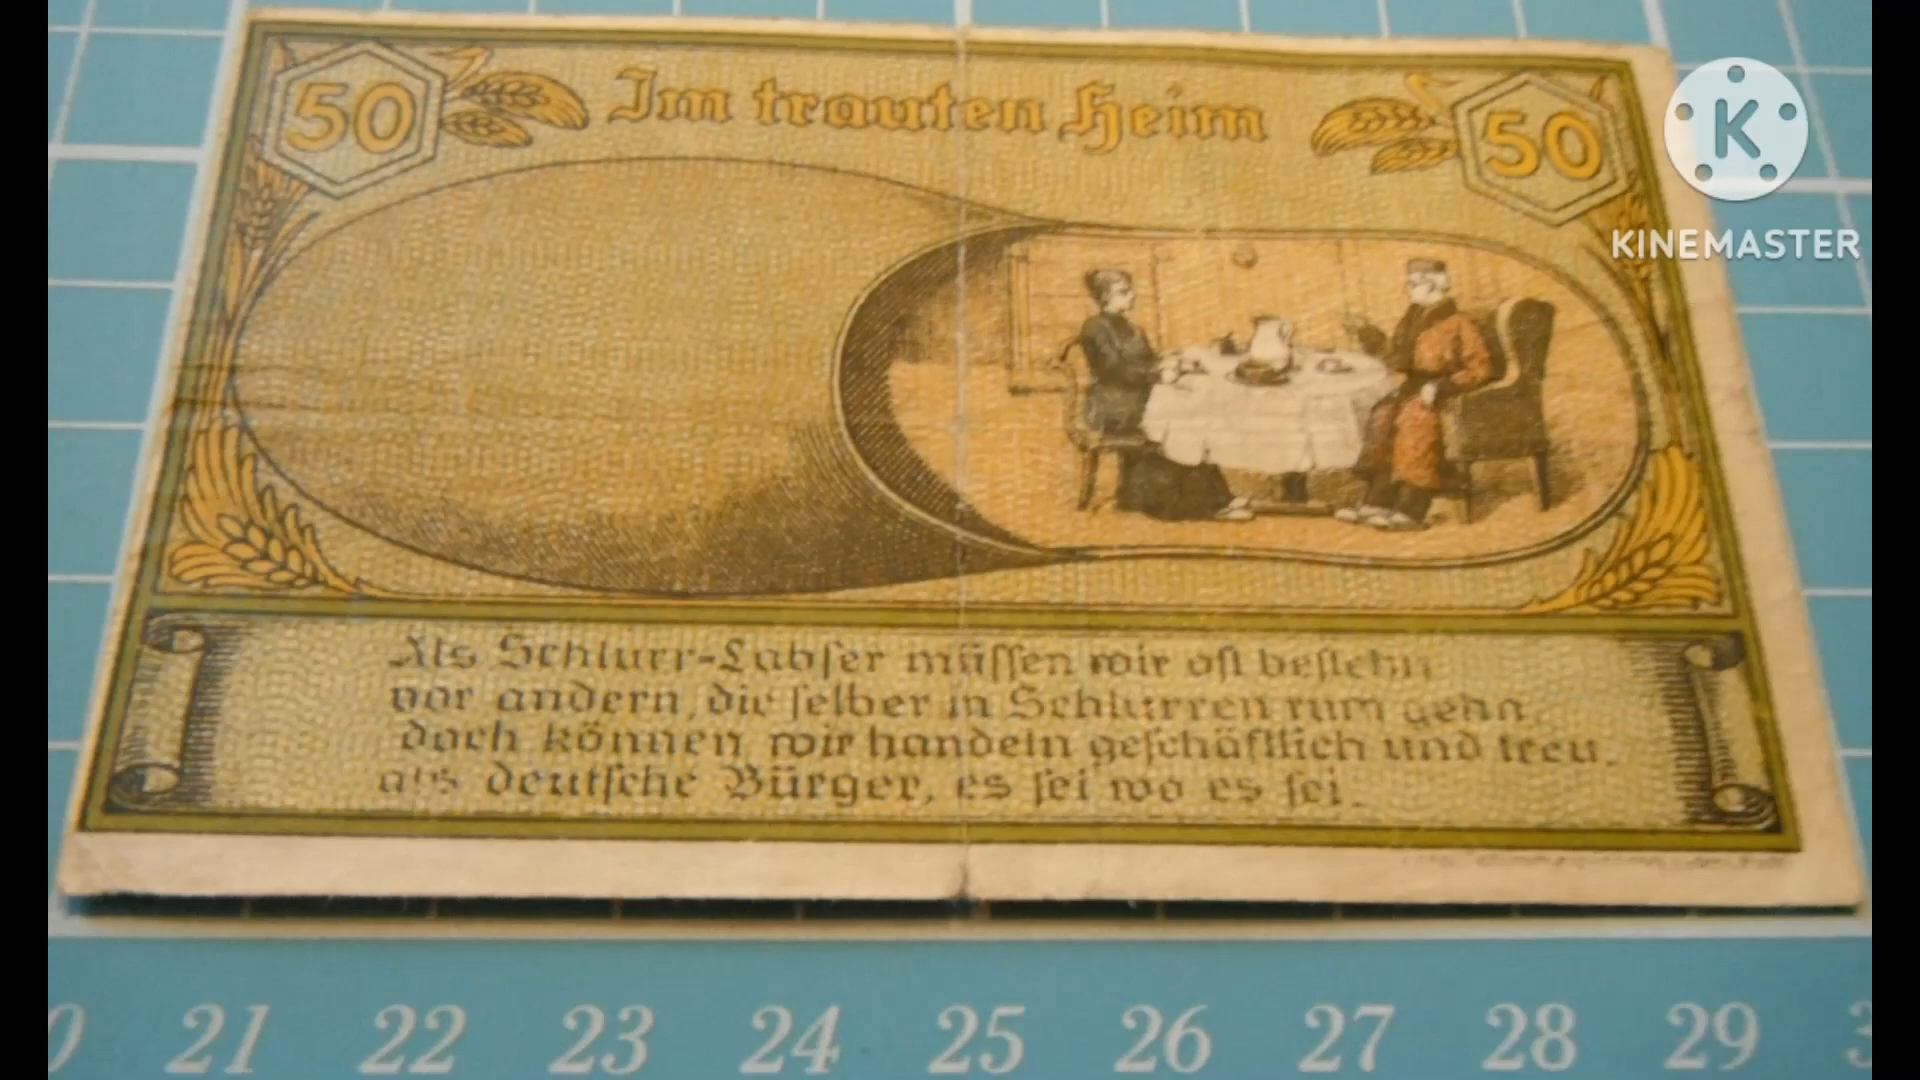 50 Im trauten Heim 50
K
KINEMASTER
Als Schlurr-Labser müssen wir oft bestehn
vor andern, die selber in Schlurren rum gehn,
doch können wir handeln geschäftlich und treu.
als deutsche Bürger, es sei wo es sei.
21 22 23 24 25 26 27 28 29